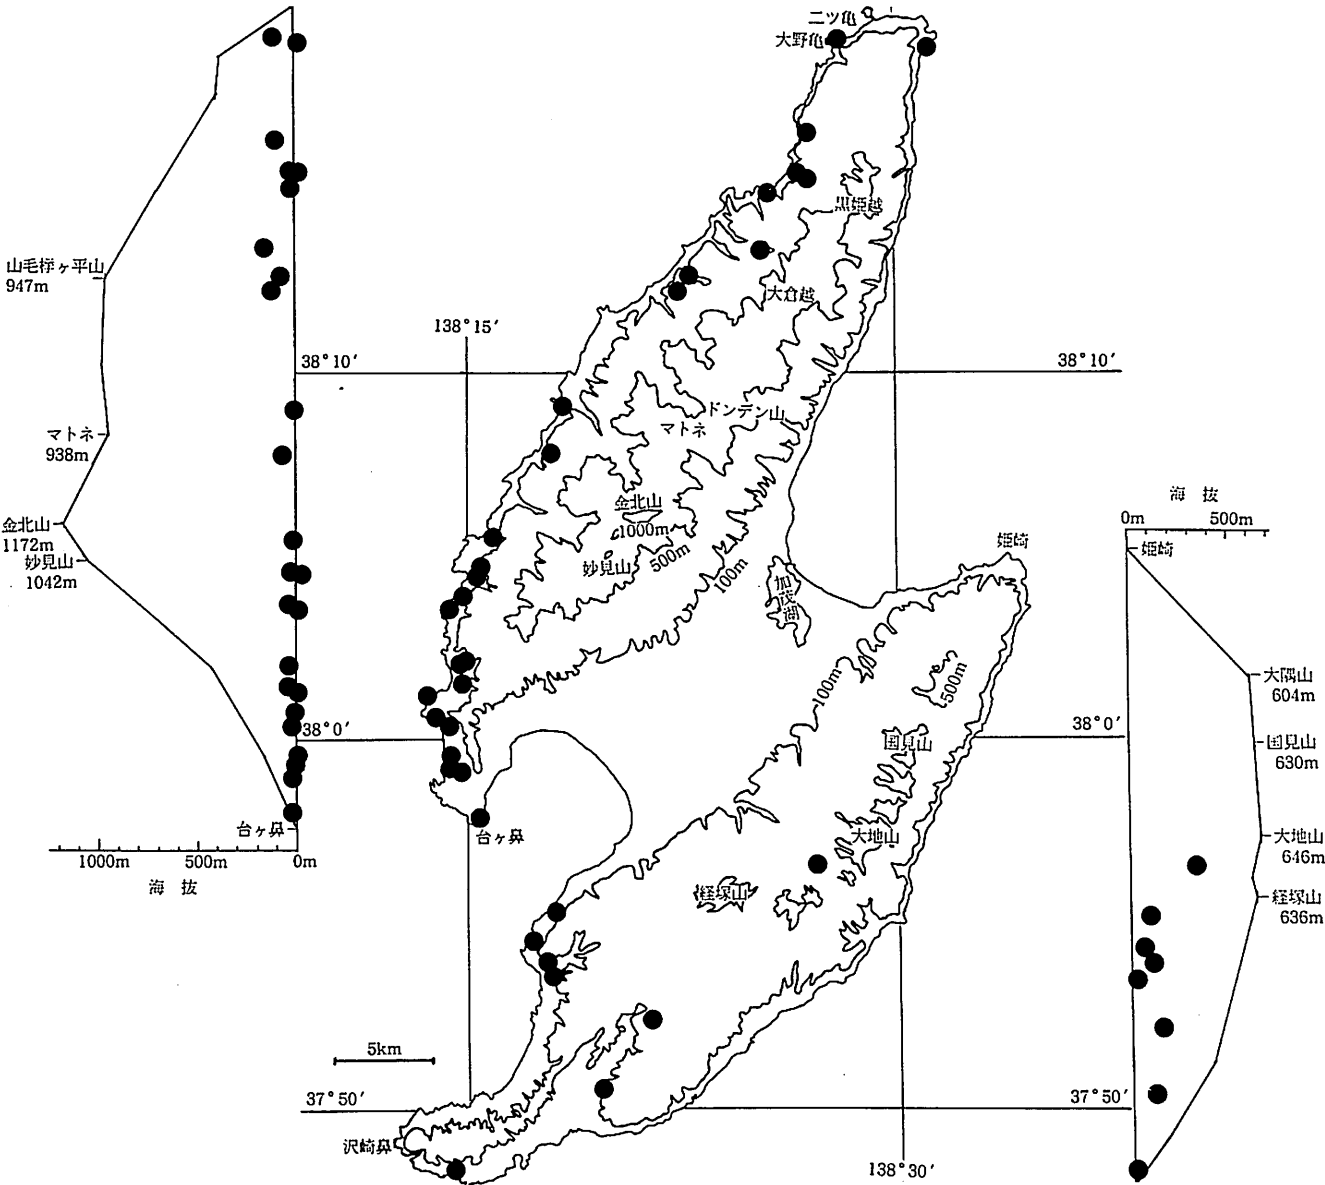 二ツ亀
大野亀
黒姫越
山毛欅ヶ平山
947m
大倉越
138°15′
38°10′
38°10′
ドンデン山
マトネ
マトネ
938m
海 抜
0m
500m
金北山
1000m
金北山
1172m
妙見山
1042m
妙見山
500m
100m
加茂湖
姫崎
姫崎
100m
500m
大隅山
604m
38°0′
38°0′
国見山
国見山
630m
台ヶ鼻
台ヶ鼻
大地山
大地山
646m
1000m
500m
0m
海 抜
経塚山
経塚山
636m
5km
37°50′
37°50′
沢崎鼻
138°30′